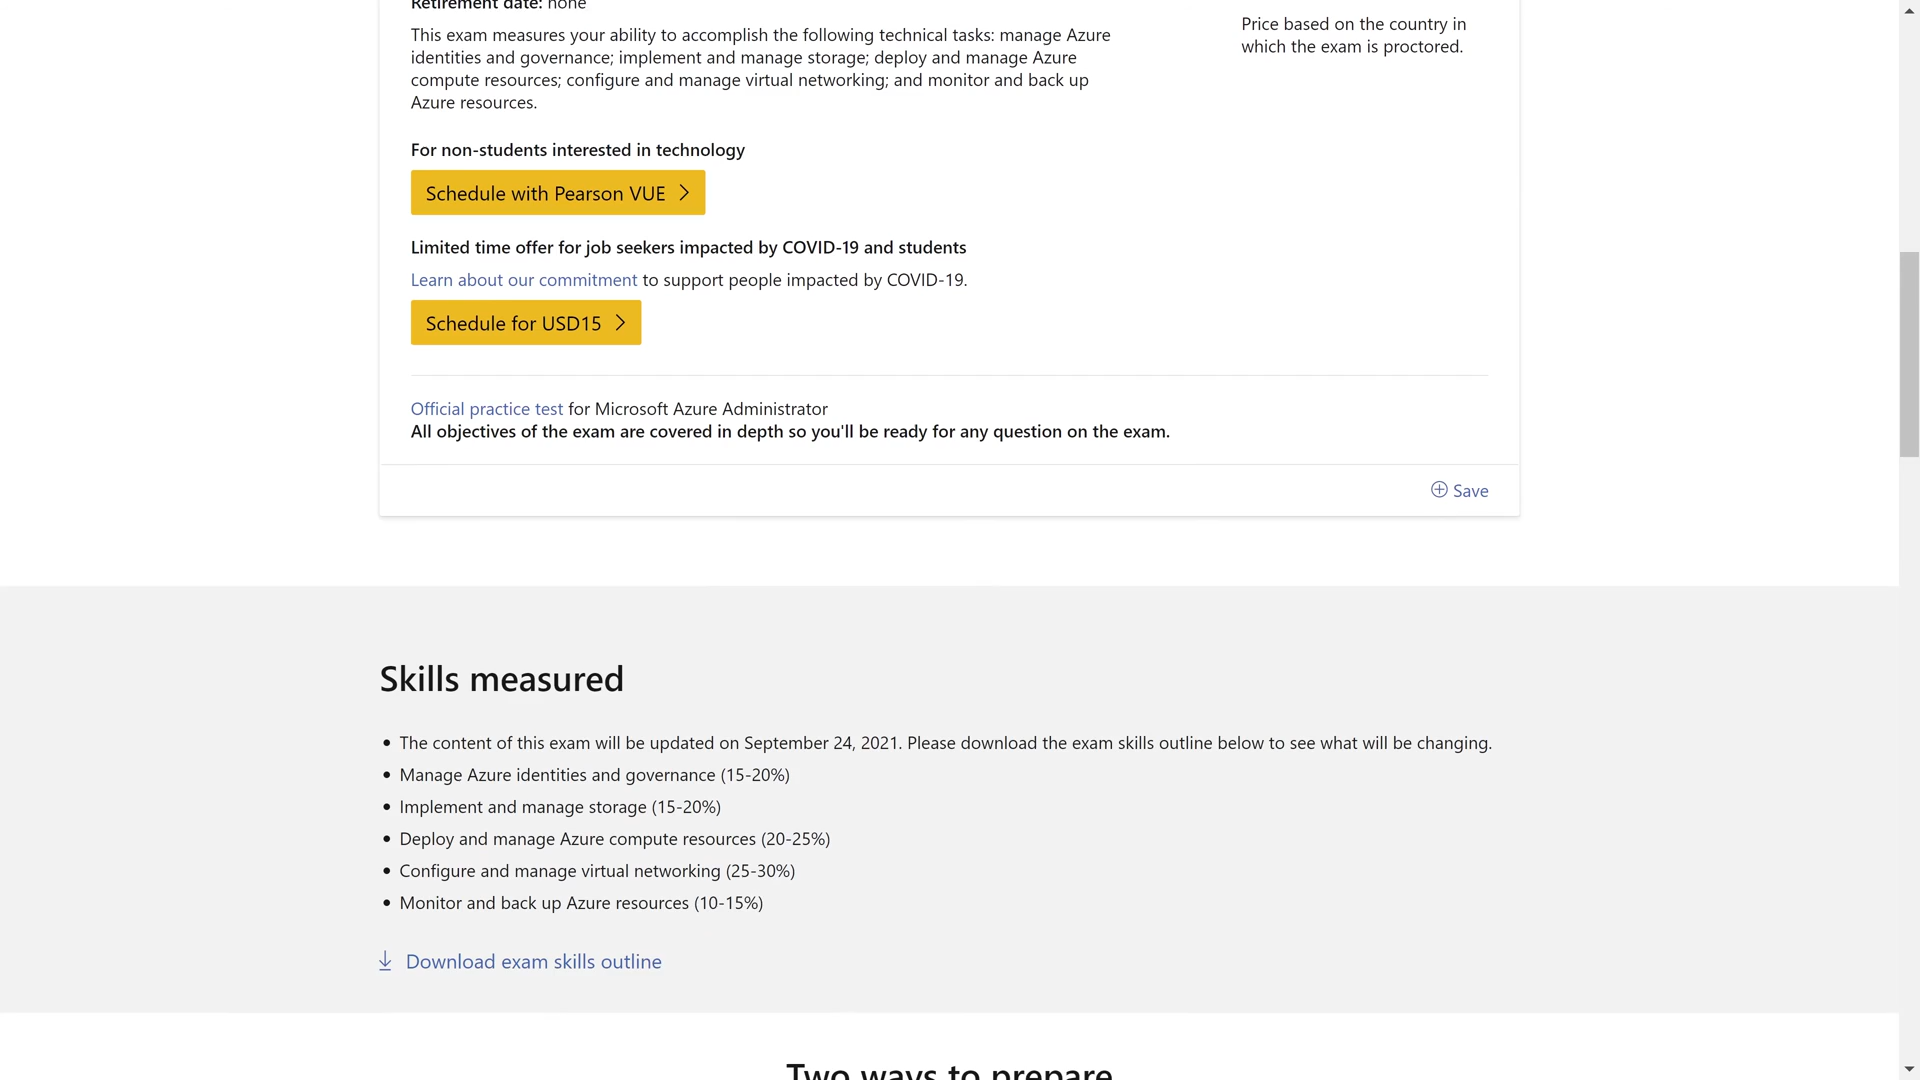 Retirement date: none
This exam measures your ability to accomplish the following technical tasks: manage Azure
identities and governance; implement and manage storage; deploy and manage Azure
compute resources; configure and manage virtual networking; and monitor and back up
Azure resources.
Price based on the country in
which the exam is proctored.
For non-students interested in technology
Schedule with Pearson VUE
Limited time offer for job seekers impacted by COVID-19 and students
Learn about our commitment to support people impacted by COVID-19.
Schedule for USD15
Official practice test for Microsoft Azure Administrator
All objectives of the exam are covered in depth so you'll be ready for any question on the exam.
Save
Skills measured
• The content of this exam will be updated on September 24, 2021. Please download the exam skills outline below to see what will be changing.
• Manage Azure identities and governance (15-20%)
• Implement and manage storage (15-20%)
• Deploy and manage Azure compute resources (20-25%)
• Configure and manage virtual networking (25-30%)
• Monitor and back up Azure resources (10-15%)
Download exam skills outline
Two ways to prepare